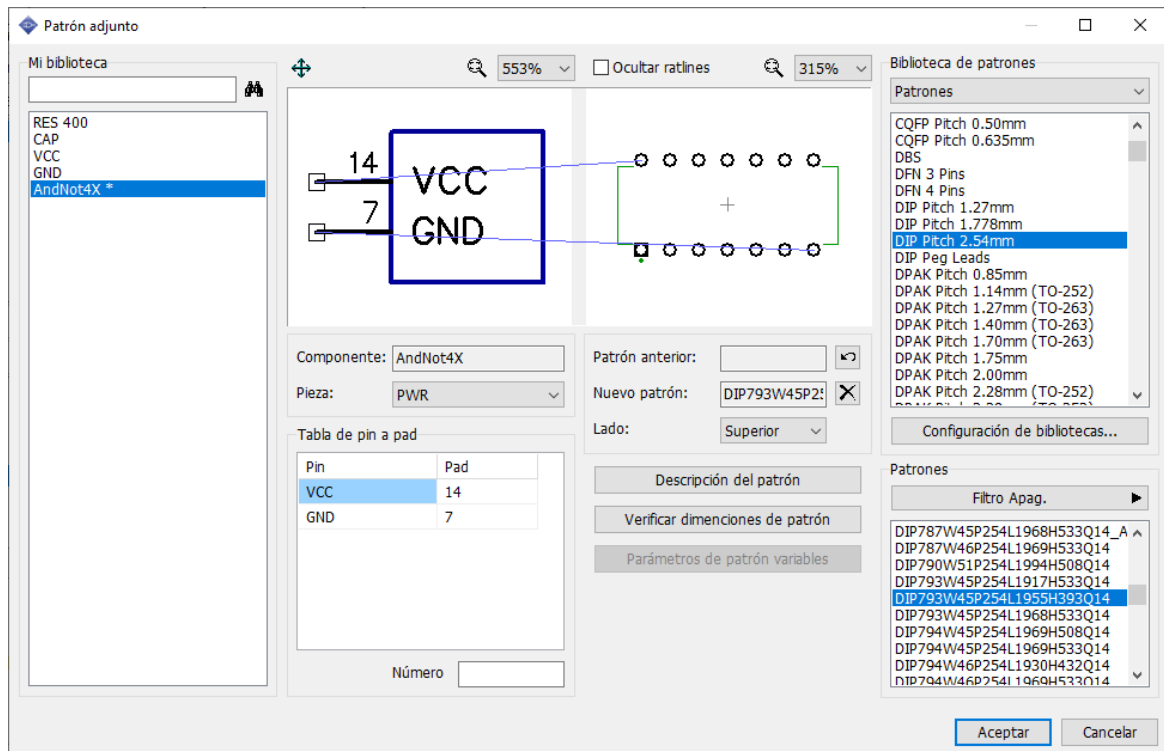 Patrón adjunto
Mi biblioteca
RES 400
CAP
VCC
GND
AndNot4X *
553%
Ocultar ratlines
315%
14
VCC
7
GND
Componente: AndNot4X
Pieza: PWR
Tabla de pin a pad
Pin Pad
VCC 14
GND 7
Número
Patrón anterior:
Nuevo patrón: DIP793W45P25
Lado: Superior
Descripción del patrón
Verificar dimenciones de patrón
Parámetros de patrón variables
Biblioteca de patrones
Patrones
CQFP Pitch 0.50mm
CQFP Pitch 0.635mm
DBS
DFN 3 Pins
DFN 4 Pins
DIP Pitch 1.27mm
DIP Pitch 1.778mm
DIP Pitch 2.54mm
DIP Peg Leads
DPAK Pitch 0.85mm
DPAK Pitch 1.14mm (TO-252)
DPAK Pitch 1.27mm (TO-263)
DPAK Pitch 1.40mm (TO-263)
DPAK Pitch 1.70mm (TO-263)
DPAK Pitch 1.75mm
DPAK Pitch 2.00mm
DPAK Pitch 2.28mm (TO-252)
Configuración de bibliotecas...
Patrones
Filtro Apag.
DIP787W45P254L1968H533Q14_A
DIP787W46P254L1969H533Q14
DIP790W51P254L1994H508Q14
DIP793W45P254L1917H533Q14
DIP793W45P254L1955H393Q14
DIP793W45P254L1968H533Q14
DIP794W45P254L1969H508Q14
DIP794W45P254L1969H533Q14
DIP794W46P254L1930H432Q14
DIP794W46P254L1969H533Q14
Aceptar
Cancelar